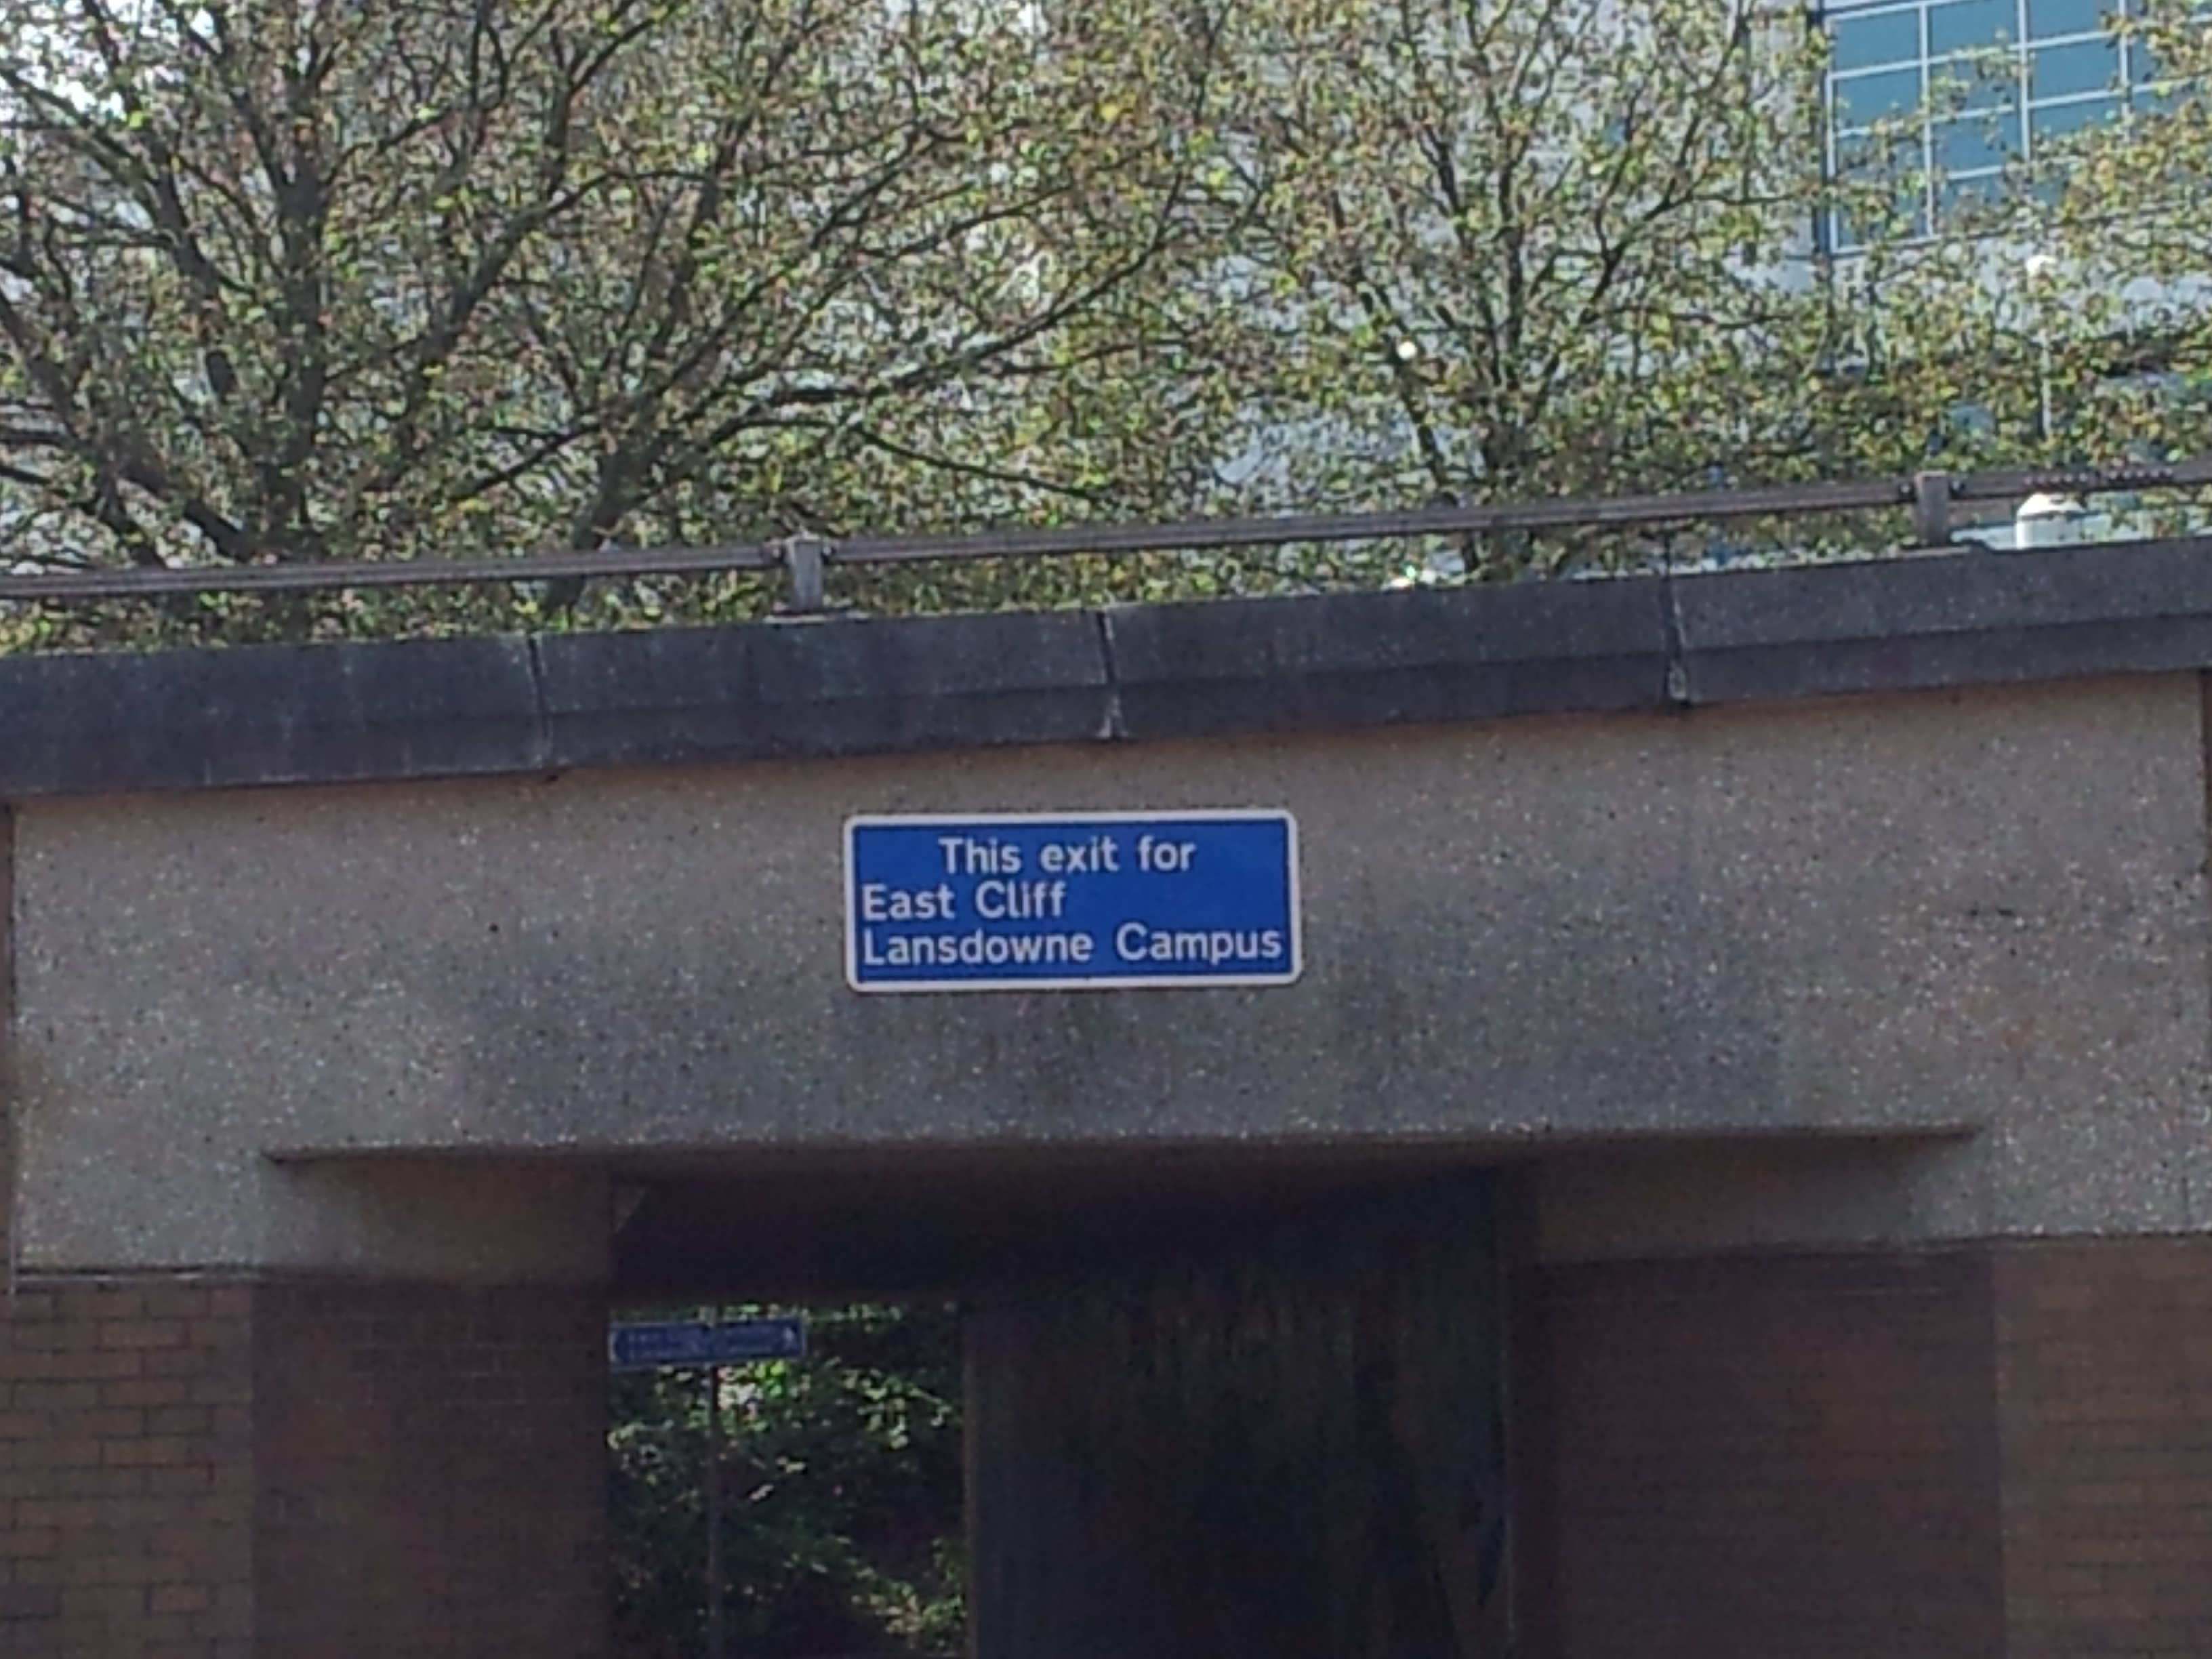 This exit for
East Cliff
Lansdowne Campus